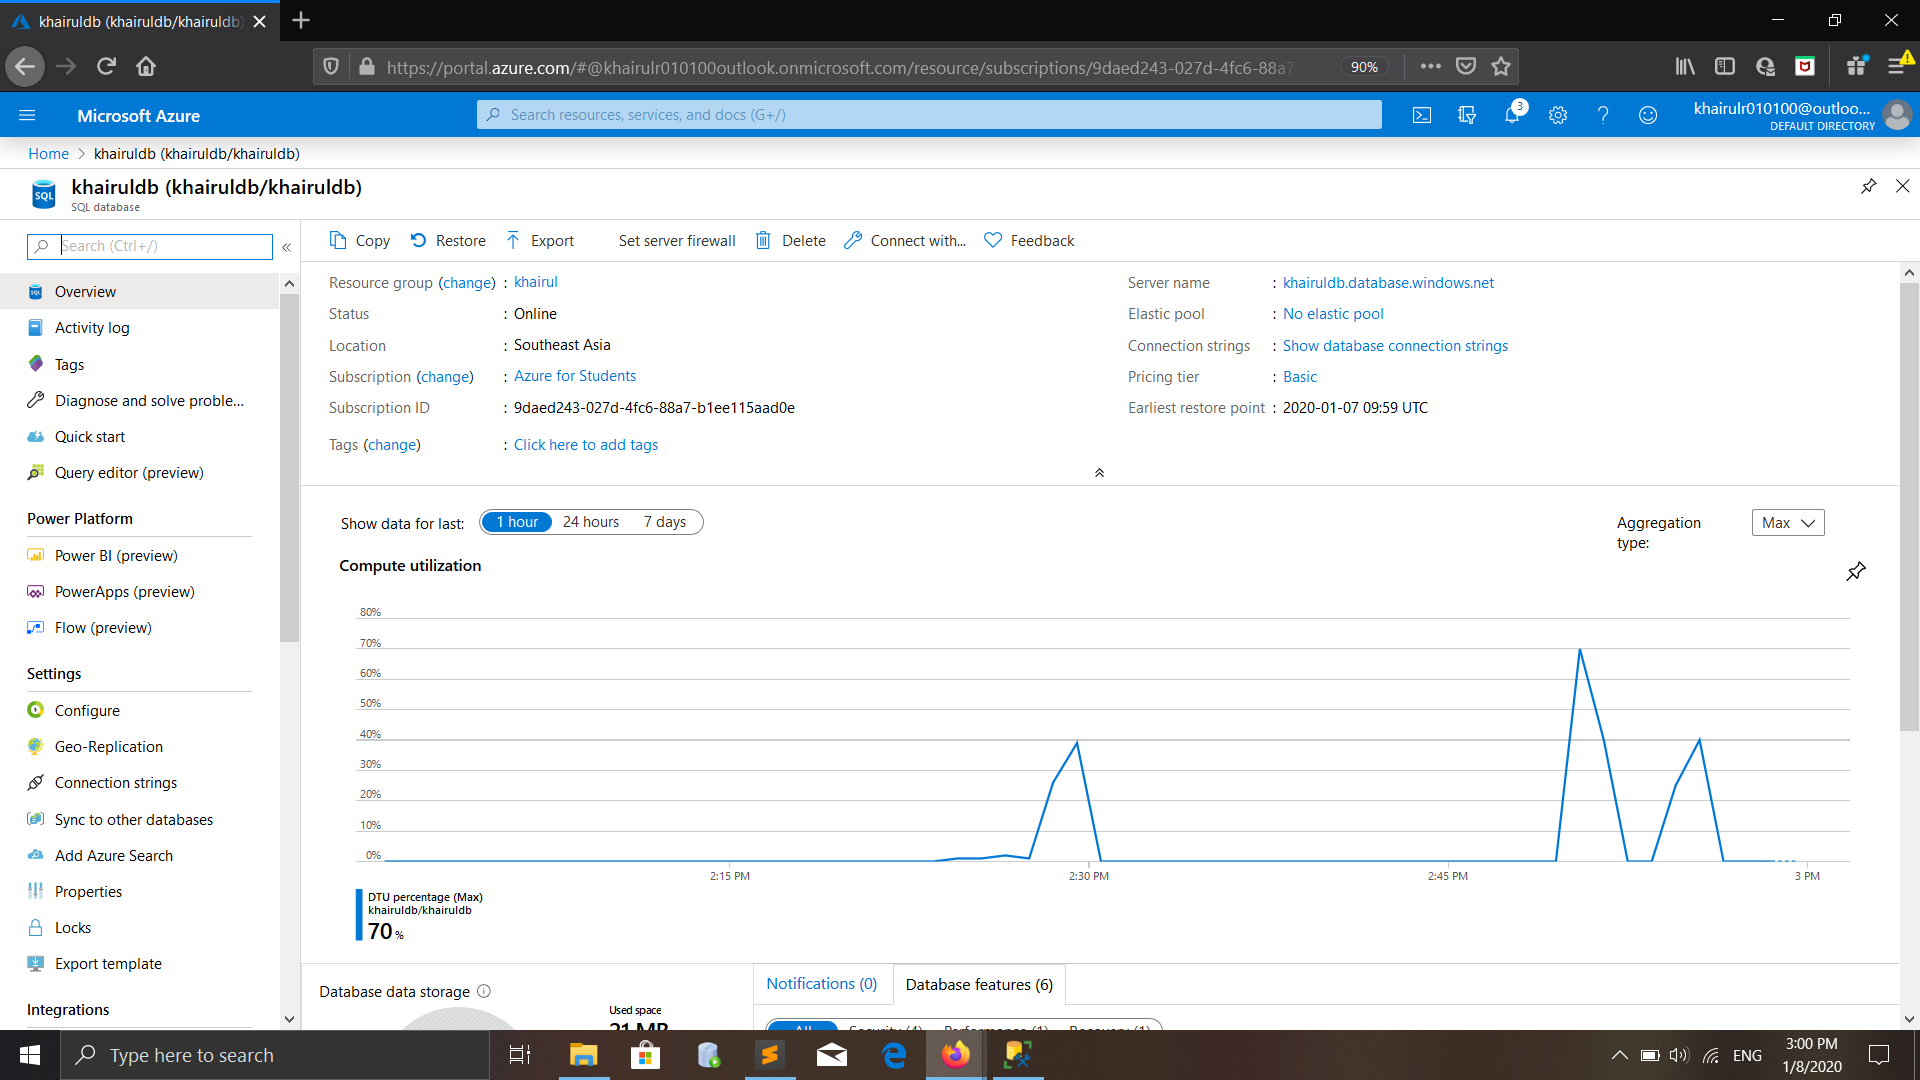 khairuldb (khairuldb/khairuldb)
https://portal.azure.com/#@khairulr010100outlook.onmicrosoft.com/resource/subscriptions/9daed243-027d-4fc6-88a7
90%
Microsoft Azure
Search resources, services, and docs (G+/)
3
khairulr010100@outloo...
DEFAULT DIRECTORY
Home > khairuldb (khairuldb/khairuldb)
khairuldb (khairuldb/khairuldb)
SQL database
Search (Ctrl+/)
Overview
Activity log
Tags
Diagnose and solve proble...
Quick start
Query editor (preview)
Power Platform
Power BI (preview)
PowerApps (preview)
Flow (preview)
Settings
Configure
Geo-Replication
Connection strings
Sync to other databases
Add Azure Search
Properties
Locks
Export template
Integrations
Copy Restore Export Set server firewall Delete Connect with... Feedback
Resource group (change) : khairul
Status : Online
Location : Southeast Asia
Subscription (change) : Azure for Students
Subscription ID : 9daed243-027d-4fc6-88a7-b1ee115aad0e
Tags (change) : Click here to add tags
Server name : khairuldb.database.windows.net
Elastic pool : No elastic pool
Connection strings : Show database connection strings
Pricing tier : Basic
Earliest restore point : 2020-01-07 09:59 UTC
Show data for last: 1 hour 24 hours 7 days
Aggregation type: Max
Compute utilization
80%
70%
60%
50%
40%
30%
20%
10%
0%
2:15 PM 2:30 PM 2:45 PM 3 PM
DTU percentage (Max)
khairuldb/khairuldb
70 %
Database data storage
Used space
21 MB
Notifications (0) Database features (6)
All Security (4) Performance (1) Recovery (1)
Type here to search
ENG
3:00 PM
1/8/2020